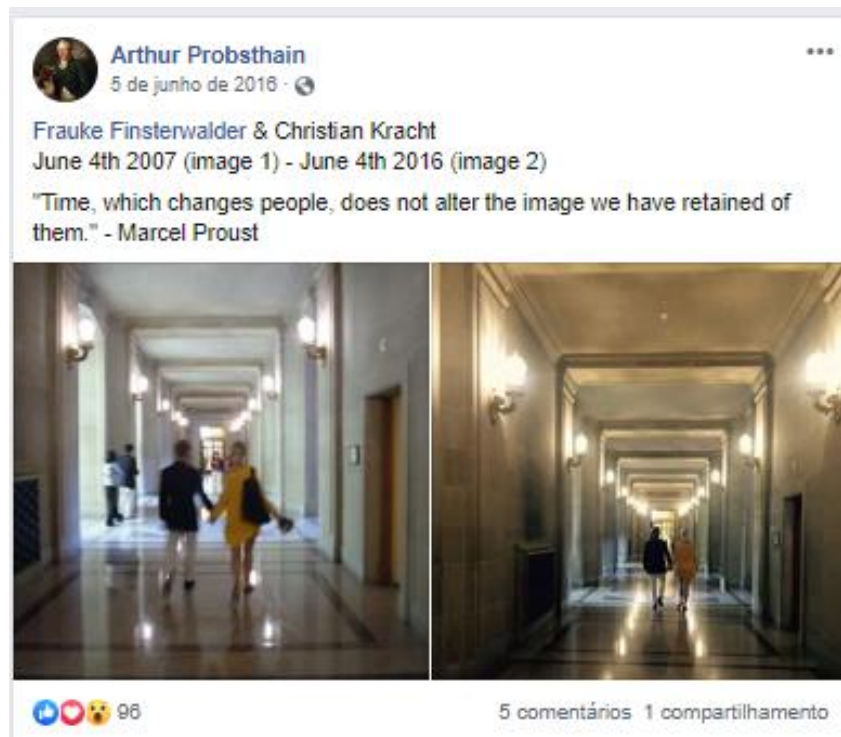 Arthur Probsthain
5 de junho de 2016 ·
Frauke Finsterwalder & Christian Kracht
June 4th 2007 (image 1) - June 4th 2016 (image 2)
"Time, which changes people, does not alter the image we have retained of
them." - Marcel Proust
96
5 comentários 1 compartilhamento